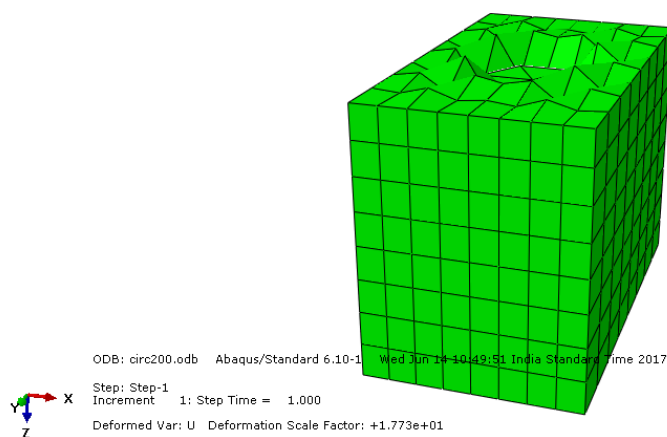 ODB: circ200.odb Abaqus/Standard 6.10-1 Wed Jun 14 10:49:51 India Standard Time 2017
Step: Step-1
Increment 1: Step Time = 1.000
Deformed Var: U Deformation Scale Factor: +1.773e+01
Y X
Z